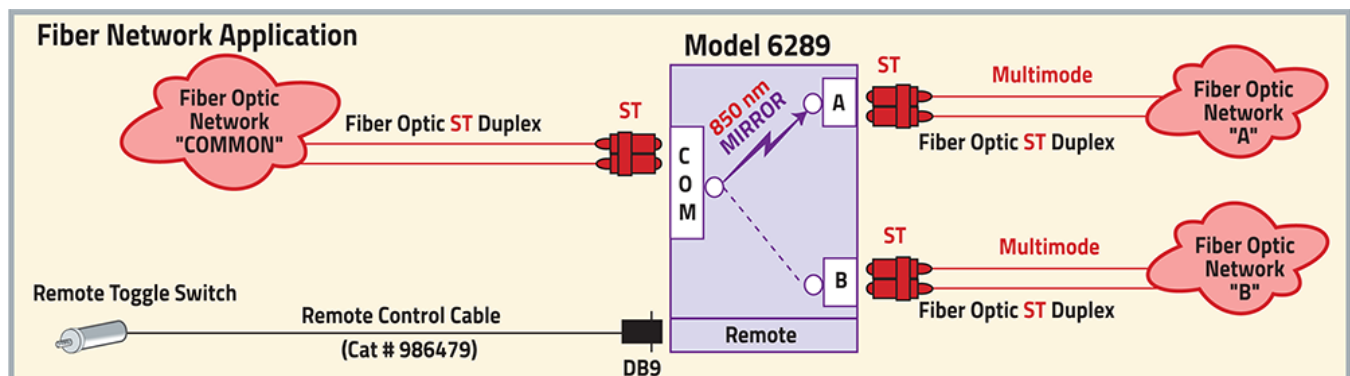 Fiber Network Application
Model 6289
Fiber Optic
Network
"COMMON"
Fiber Optic ST Duplex
ST
COM
850 nm
MIRROR
A
B
ST
Multimode
Fiber Optic ST Duplex
Fiber Optic
Network
"A"
ST
Multimode
Fiber Optic ST Duplex
Fiber Optic
Network
"B"
Remote Toggle Switch
Remote Control Cable
(Cat # 986479)
DB9
Remote